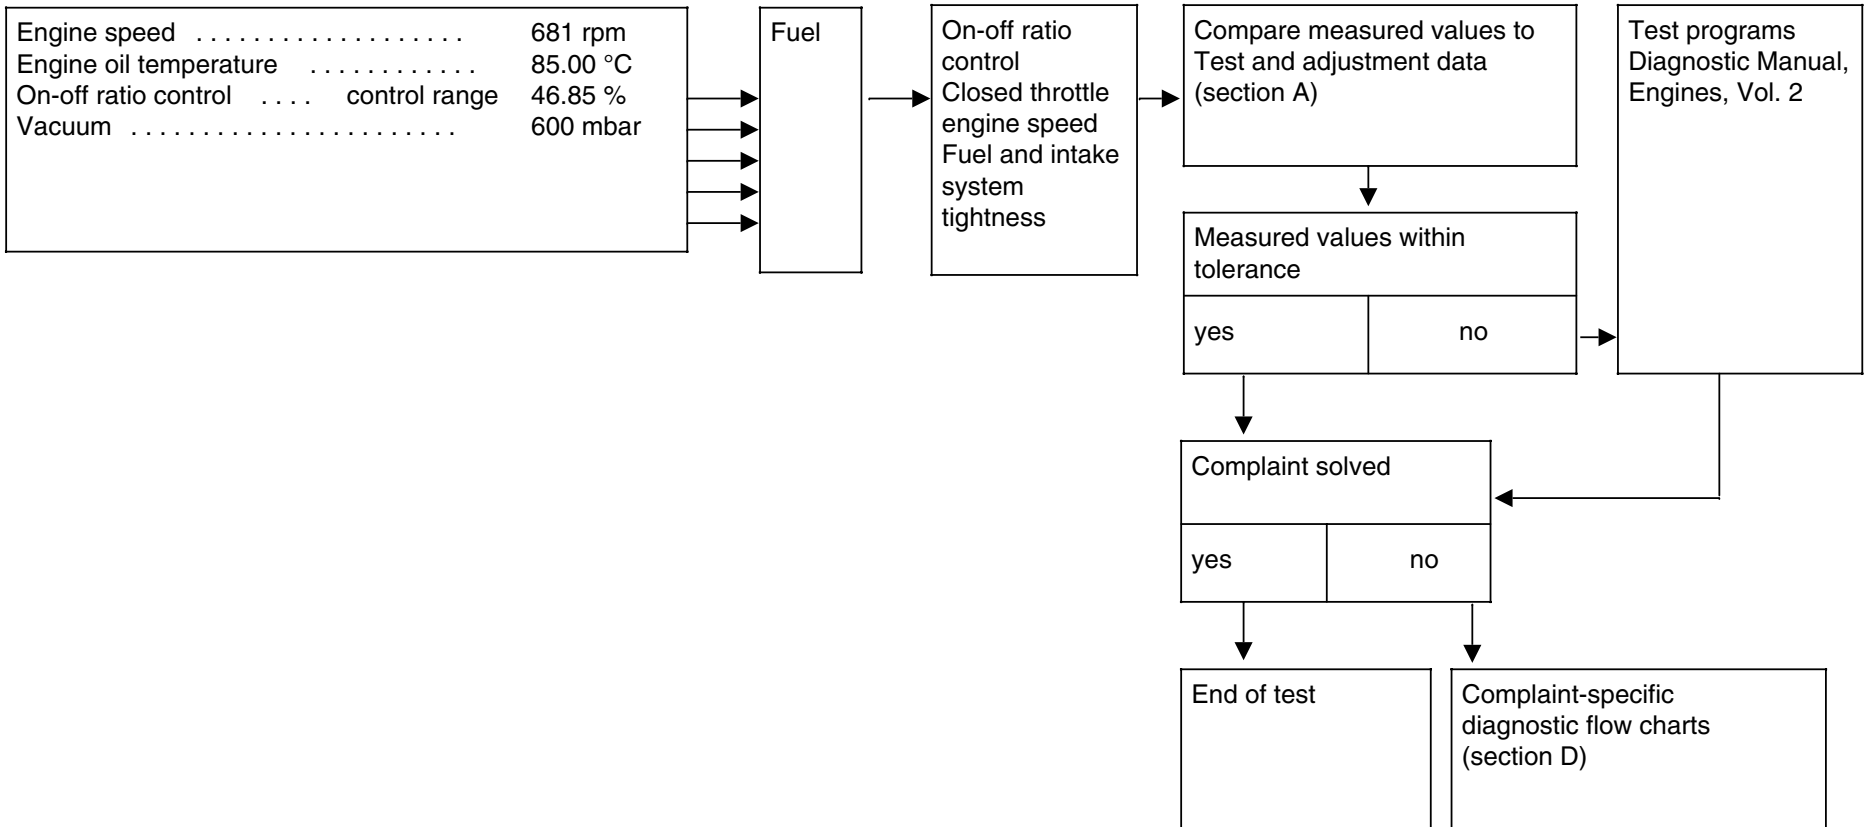 Engine speed . . . . . . . . . . . . . . . . . . . 681 rpm
Engine oil temperature . . . . . . . . . . . . 85.00 °C
On-off ratio control . . . . control range 46.85 %
Vacuum . . . . . . . . . . . . . . . . . . . . . . . 600 mbar
Fuel
On-off ratio
control
Closed throttle
engine speed
Fuel and intake
system
tightness
Compare measured values to
Test and adjustment data
(section A)
Test programs
Diagnostic Manual,
Engines, Vol. 2
Measured values within
tolerance
yes no
Complaint solved
yes no
End of test
Complaint-specific
diagnostic flow charts
(section D)